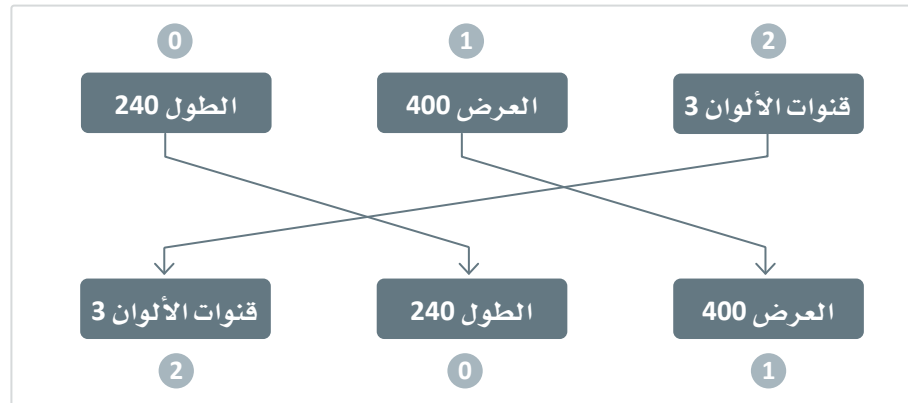 0 1 2
الطول 240 العرض 400 قنوات الألوان 3
قنوات الألوان 3 الطول 240 العرض 400
2 0 1